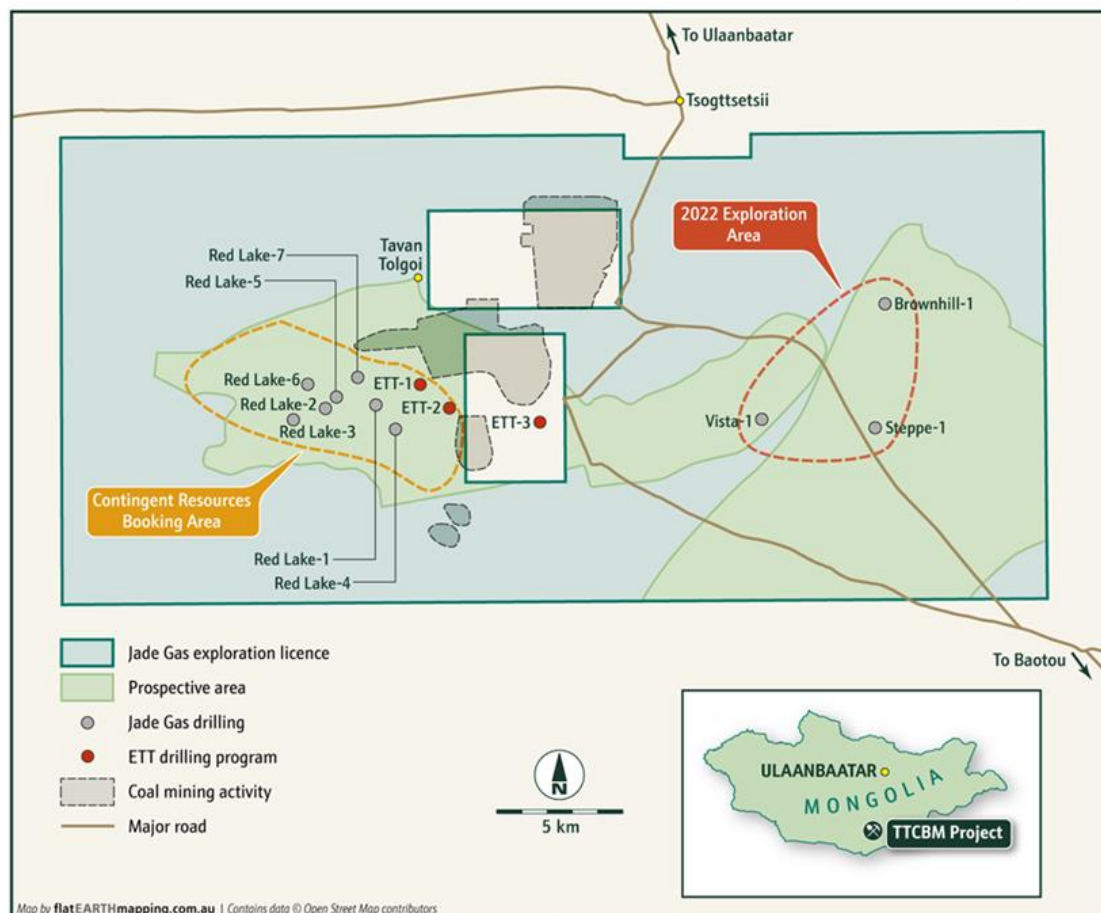 To Ulaanbaatar
Tsogttsetsii
2022 Exploration
Area
Red Lake-7
Tavan
Tolgoi
Red Lake-5
Brownhill-1
Red Lake-6
ETT-1
Red Lake-2
ETT-2
ETT-3
Vista-1
Steppe-1
Red Lake-3
Contingent Resources
Booking Area
Red Lake-1
Red Lake-4
Jade Gas exploration licence
Prospective area
Jade Gas drilling
ETT drilling program
Coal mining activity
Major road
N
5 km
To Baotou
ULAANBAATAR
MONGOLIA
TTCBM Project
Map by flatEARTHmapping.com.au | Contains data © Open Street Map contributors